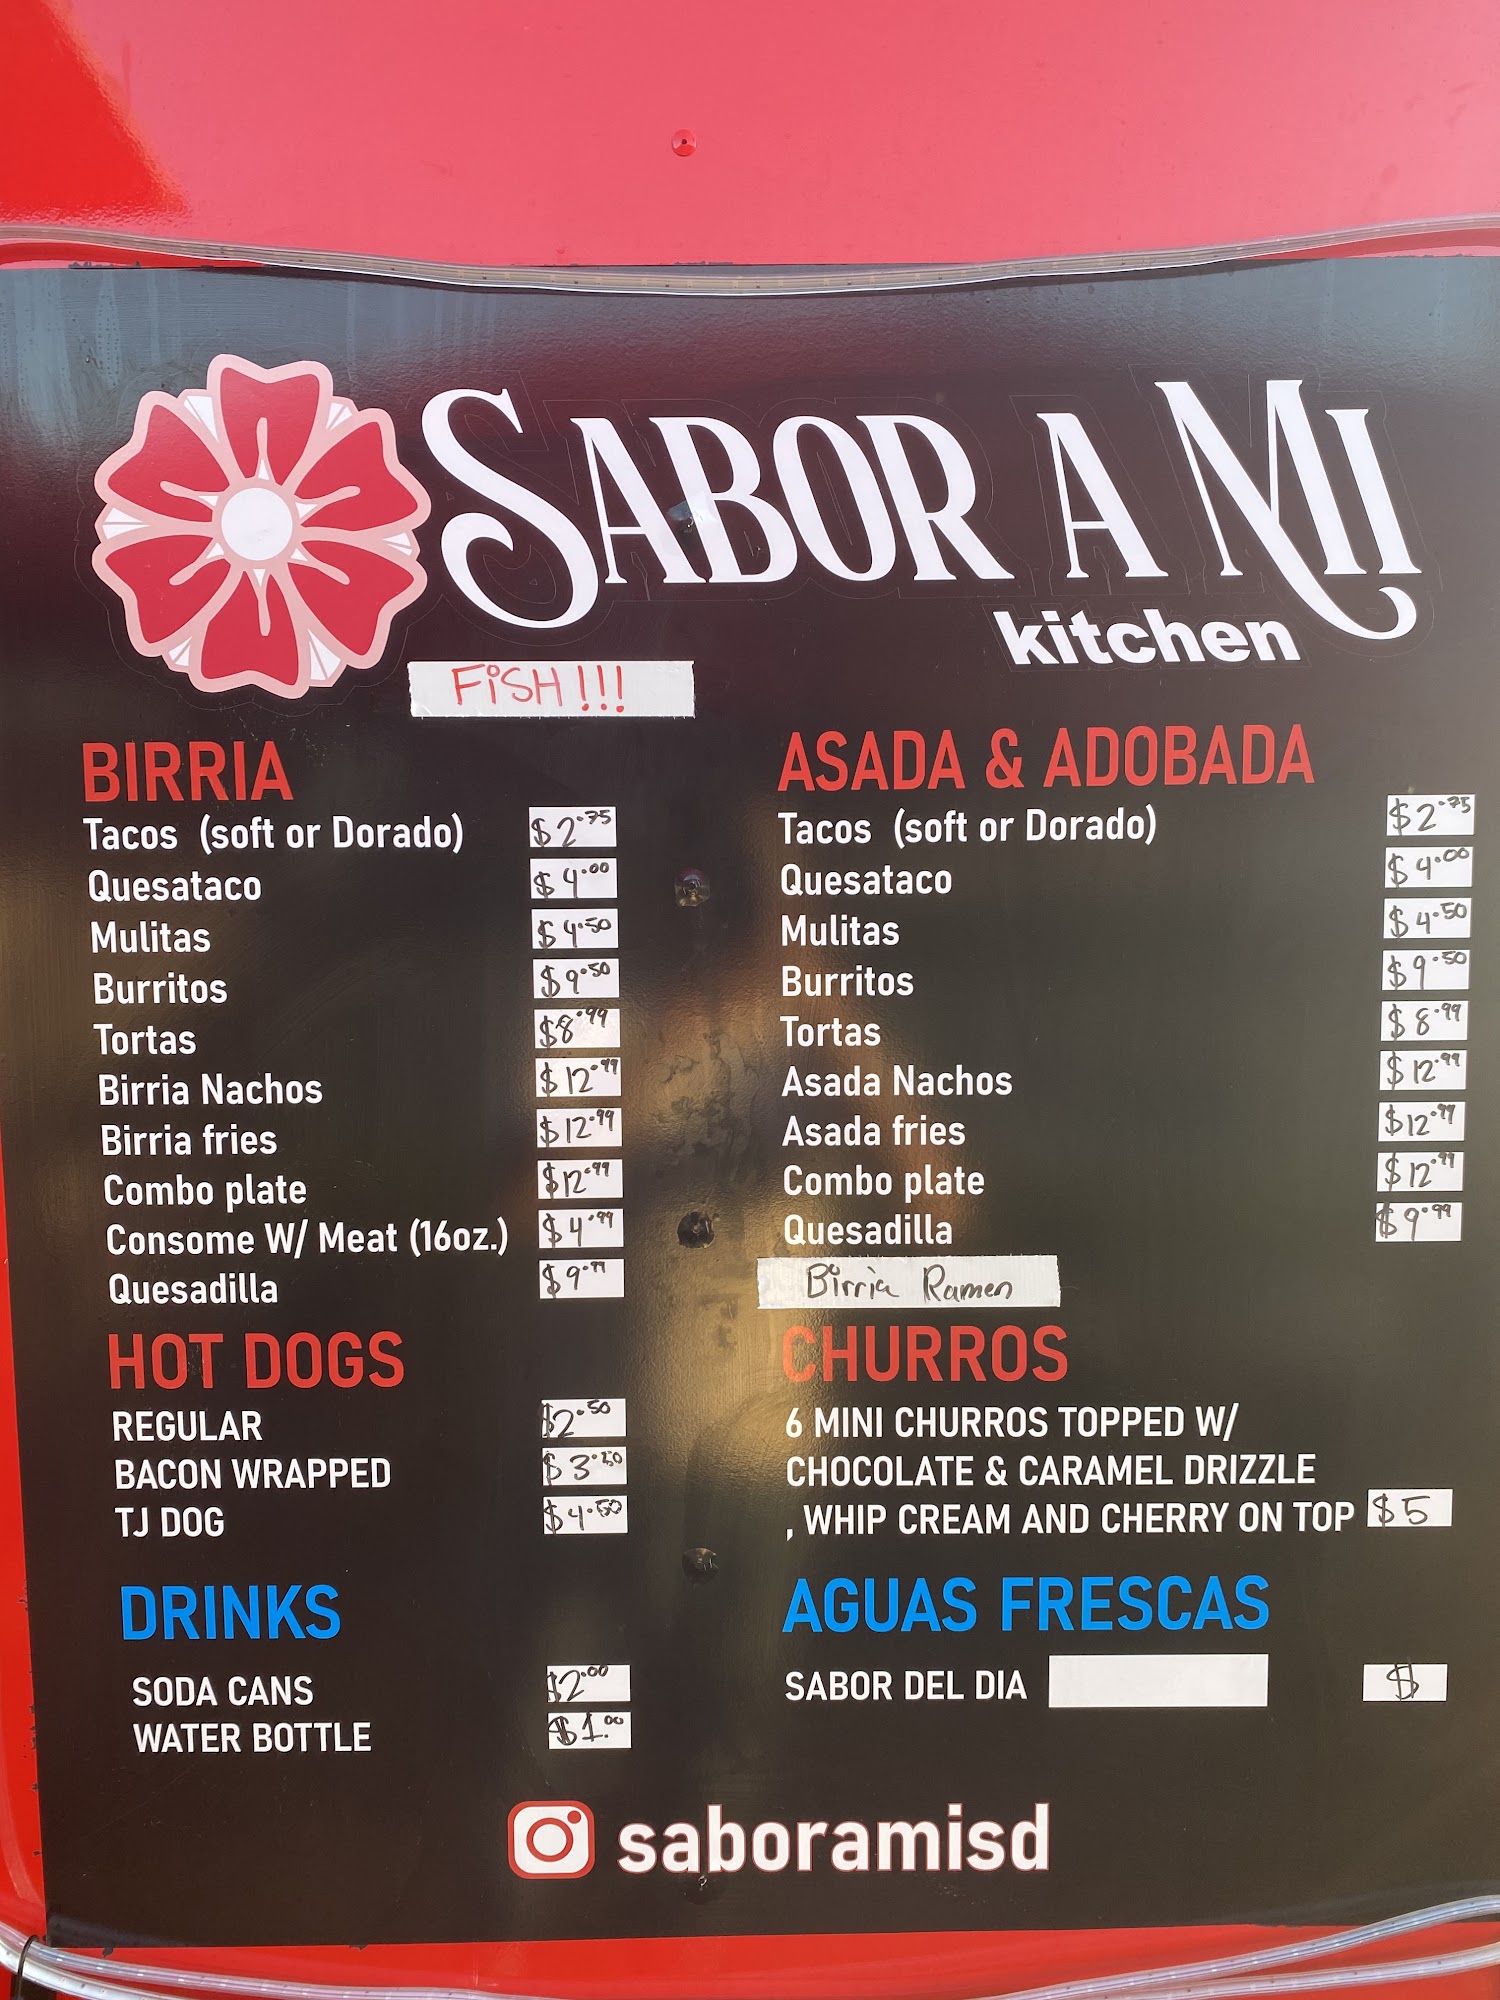 SABOR A MI
kitchen
FiSH!!!
BIRRIA
Tacos (soft or Dorado) $2.75
Quesataco $4.00
Mulitas $4.50
Burritos $9.50
Tortas $8.99
Birria Nachos $12.99
Birria fries $12.99
Combo plate $12.99
Consome W/ Meat (16oz.) $4.99
Quesadilla $9.99
HOT DOGS
REGULAR $2.50
BACON WRAPPED
TJ DOG $4.50
DRINKS
SODA CANS $2.00
WATER BOTTLE $1.00
ASADA & ADOBADA
Tacos (soft or Dorado) $2.75
Quesataco $4.00
Mulitas $4.50
Burritos $9.50
Tortas $8.99
Asada Nachos $12.99
Asada fries $12.99
Combo plate $12.99
Quesadilla $9.99
Birria Ramen
CHURROS
6 MINI CHURROS TOPPED W/
CHOCOLATE & CARAMEL DRIZZLE
, WHIP CREAM AND CHERRY ON TOP $5
AGUAS FRESCAS
SABOR DEL DIA $
saboramisd